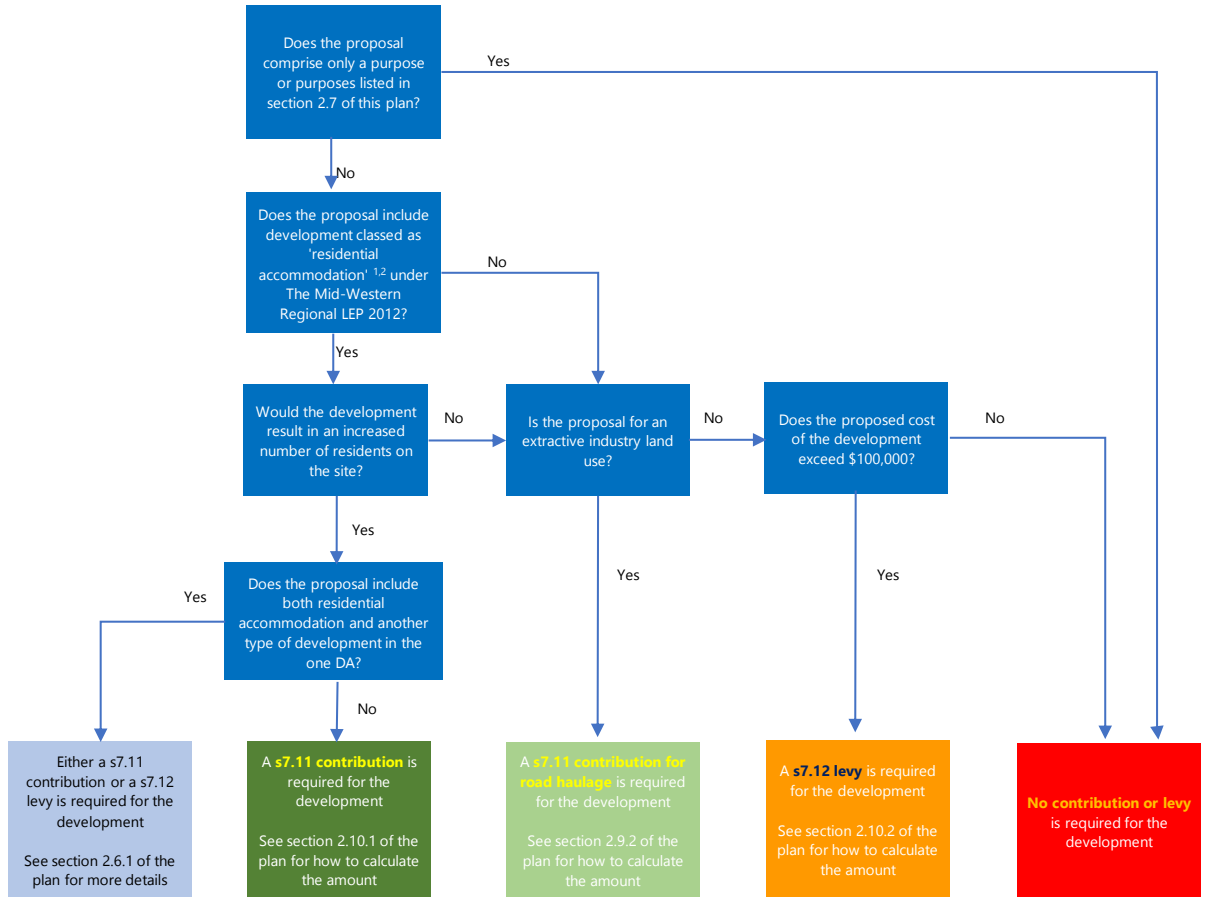 Does the proposal
comprise only a purpose
or purposes listed in
section 2.7 of this plan?
Yes
No
Does the proposal include
development classed as
'residential
accommodation' 1,2 under
The Mid-Western
Regional LEP 2012?
No
Yes
Would the development
result in an increased
number of residents on
the site?
No
Is the proposal for an
extractive industry land
use?
No
Does the proposed cost
of the development
exceed $100,000?
No
Yes
Yes
Yes
Does the proposal include
both residential
accommodation and another
type of development in the
one DA?
Yes
No
Either a s7.11
contribution or a s7.12
levy is required for the
development
See section 2.6.1 of the
plan for more details
A s7.11 contribution is
required for the
development
See section 2.10.1 of the
plan for how to calculate
the amount
A s7.11 contribution for
road haulage is required
for the development
See section 2.9.2 of the
plan for how to calculate
the amount
A s7.12 levy is required
for the development
See section 2.10.2 of the
plan for how to calculate
the amount
No contribution or levy
is required for the
development